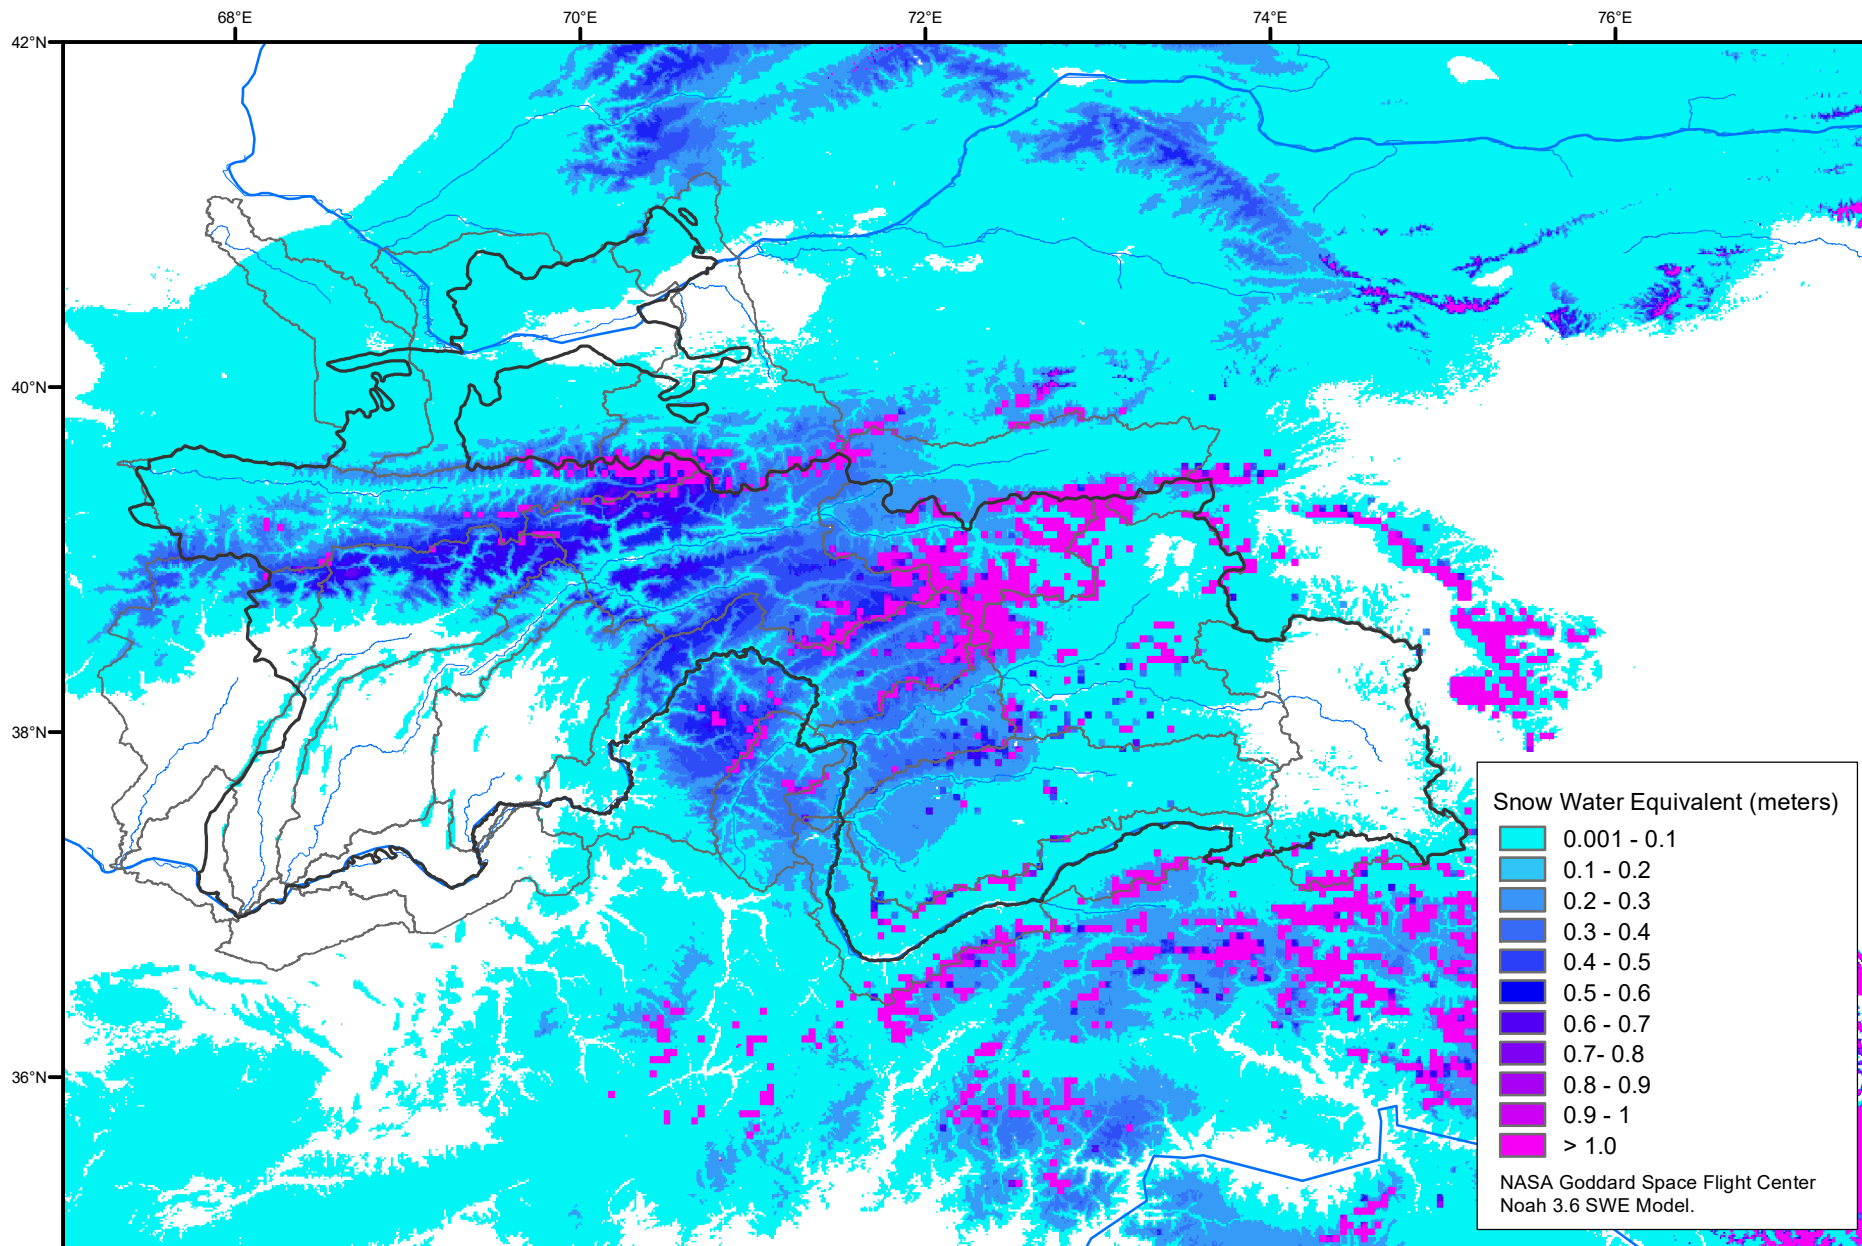 68°E 70°E 72°E 74°E 76°E
42°N
40°N
38°N
36°N
Snow Water Equivalent (meters)
0.001 - 0.1
0.1 - 0.2
0.2 - 0.3
0.3 - 0.4
0.4 - 0.5
0.5 - 0.6
0.6 - 0.7
0.7- 0.8
0.8 - 0.9
0.9 - 1
> 1.0
NASA Goddard Space Flight Center
Noah 3.6 SWE Model.